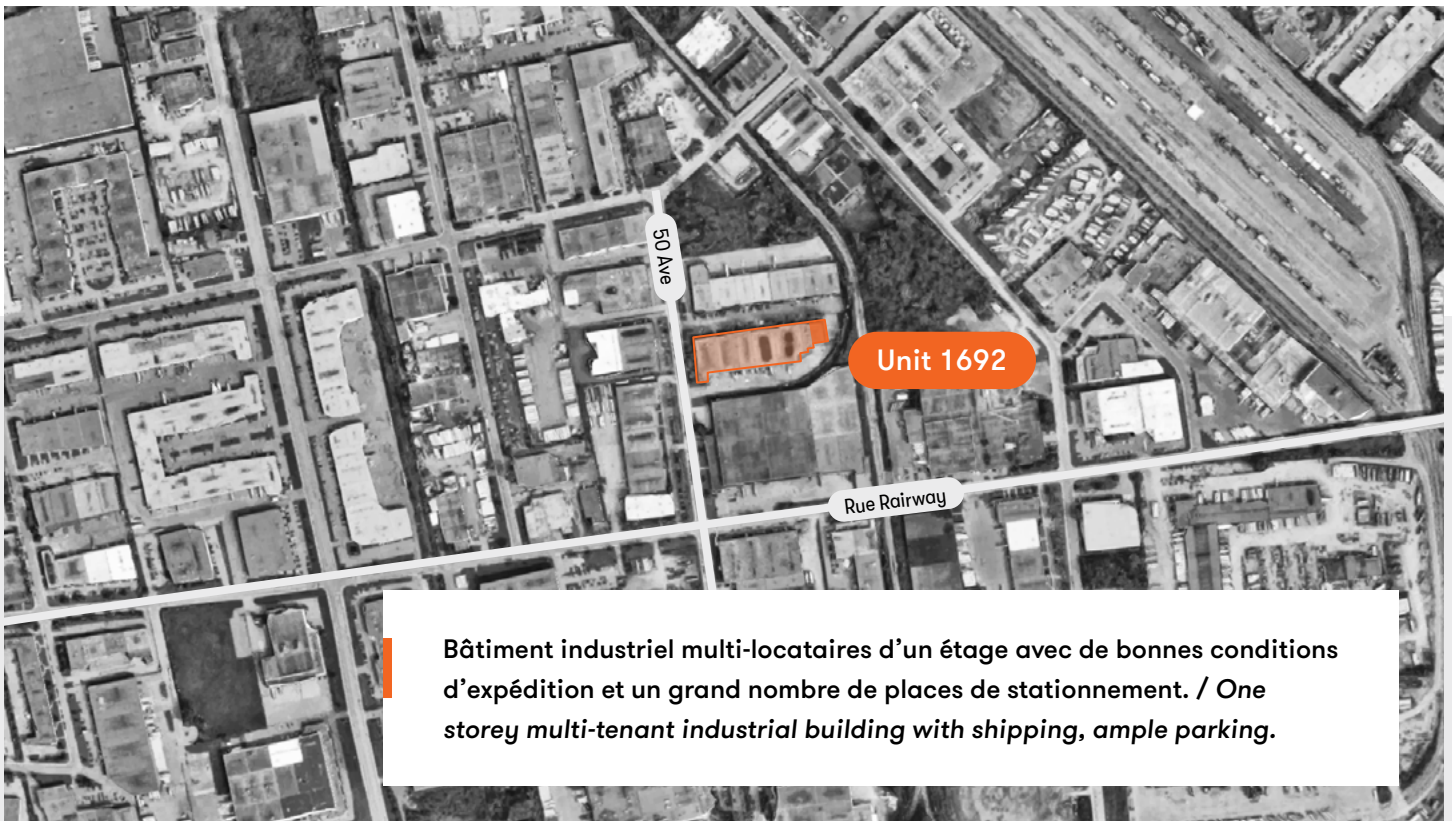 50 Ave
Unit 1692
Rue Rairway
Bâtiment industriel multi-locataires d’un étage avec de bonnes conditions
d’expédition et un grand nombre de places de stationnement. / One
storey multi-tenant industrial building with shipping, ample parking.